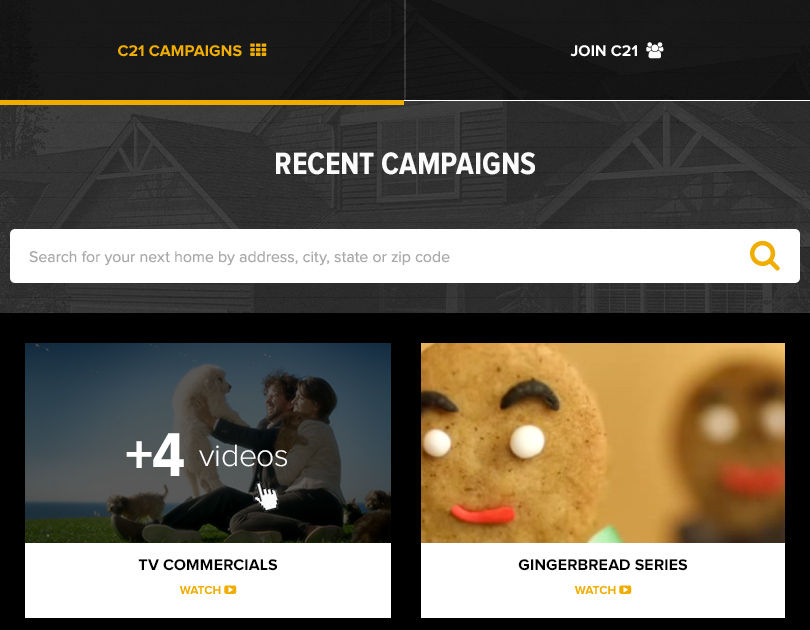 C21 CAMPAIGNS
JOIN C21
RECENT CAMPAIGNS
Search for your next home by address, city, state or zip code
+4 videos
TV COMMERCIALS
WATCH
GINGERBREAD SERIES
WATCH